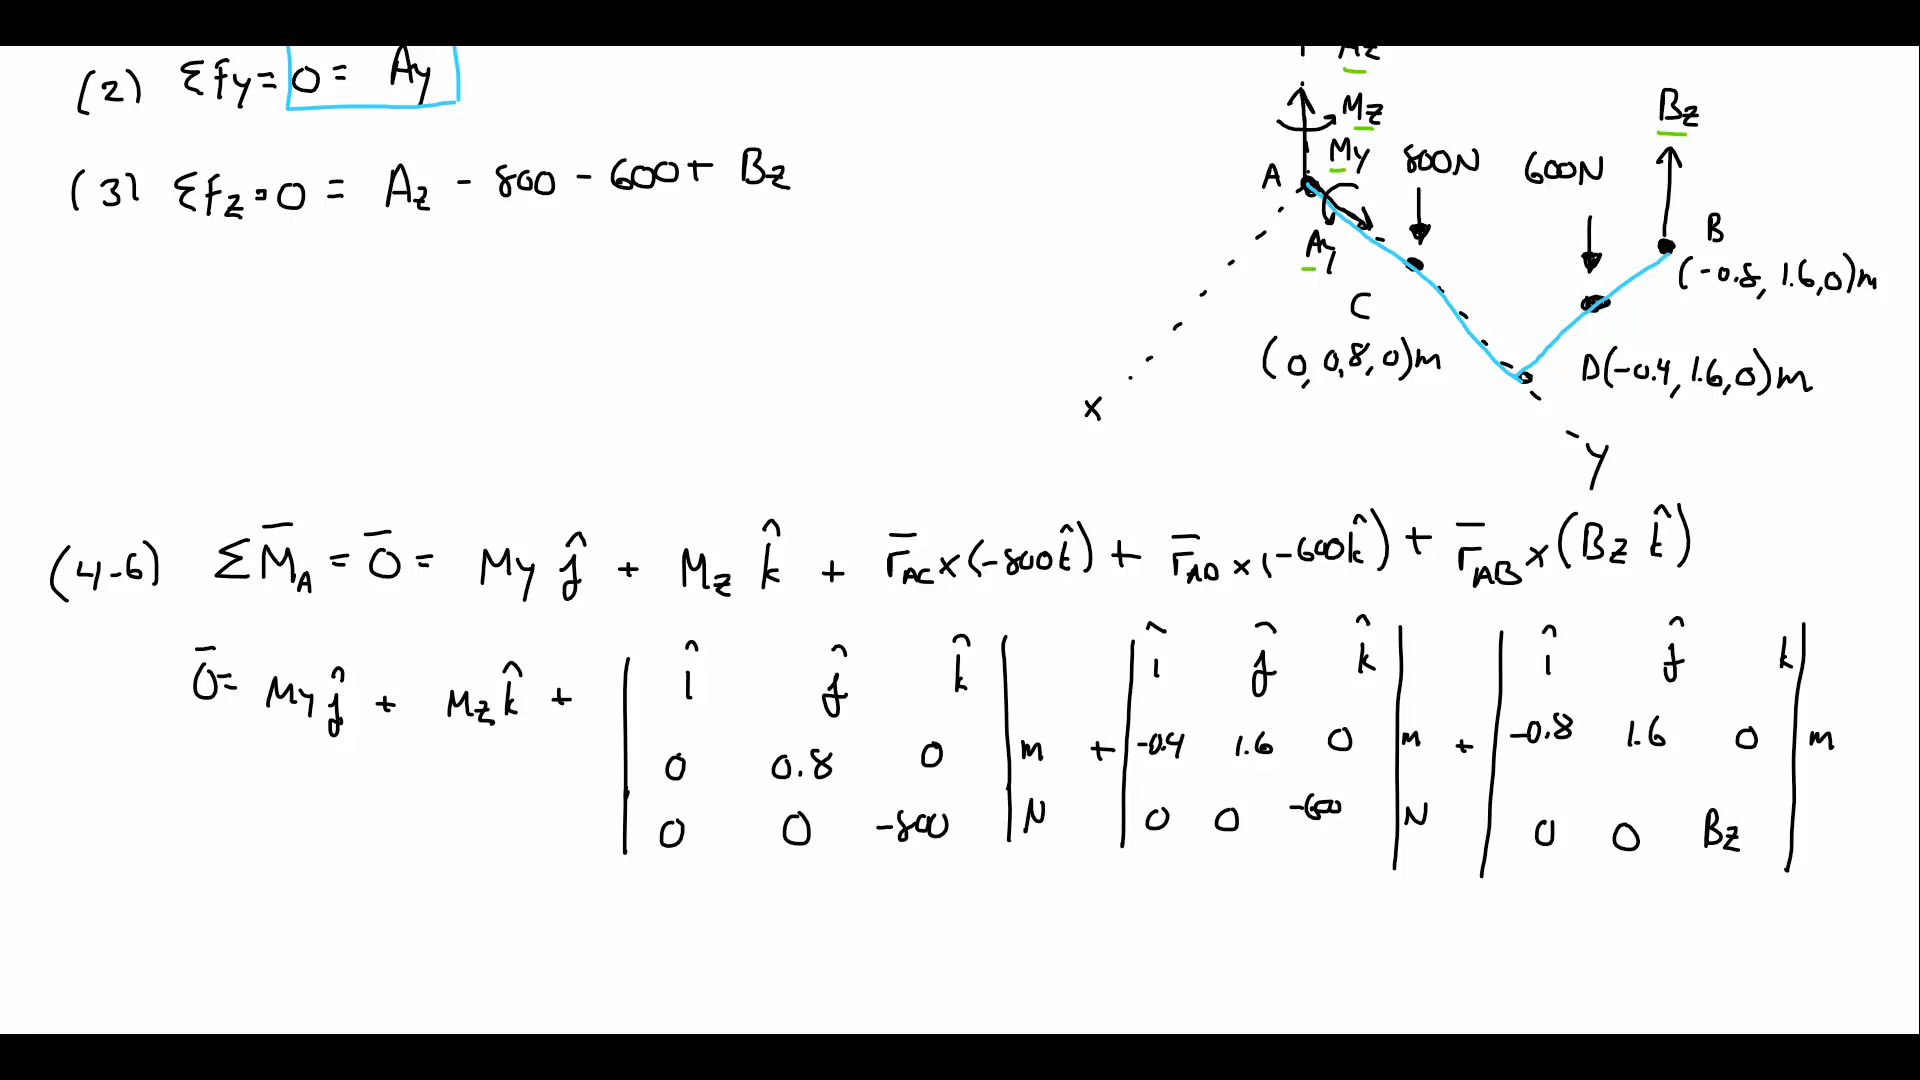 (2) Σfy = 0 = Ay
(3) Σfz = 0 = Az - 800 - 600 + Bz
Az
Mz
My
A
Ay
800N
600N
Bz
B
(-0.8, 1.6, 0)m
C
(0, 0.8, 0)m
D(-0.4, 1.6, 0)m
x
y
(4-6) ΣM̄A = 0̄ = My ĵ + Mz k̂ + r̄AC × (-800k̂) + r̄AD × (-600k̂) + r̄AB × (Bz k̂)
0̄ = My ĵ + Mz k̂ + | î ĵ k̂ | + | î ĵ k̂ | + | î ĵ k |
| 0 0.8 0 | m | -0.4 1.6 0 | m | -0.8 1.6 0 | m
| 0 0 -800 | N | 0 0 -600 | N | 0 0 Bz |